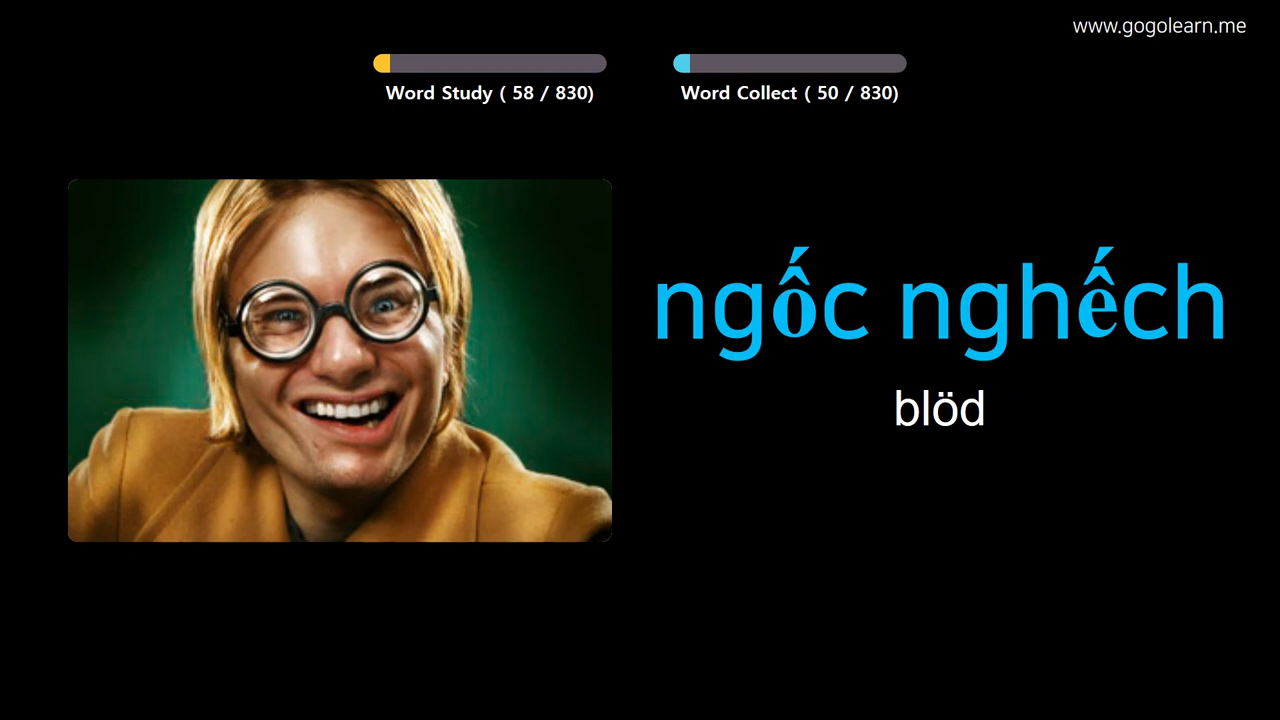 www.gogolearn.me
Word Study ( 58 / 830)
Word Collect ( 50 / 830)
ngốc nghếch
blöd